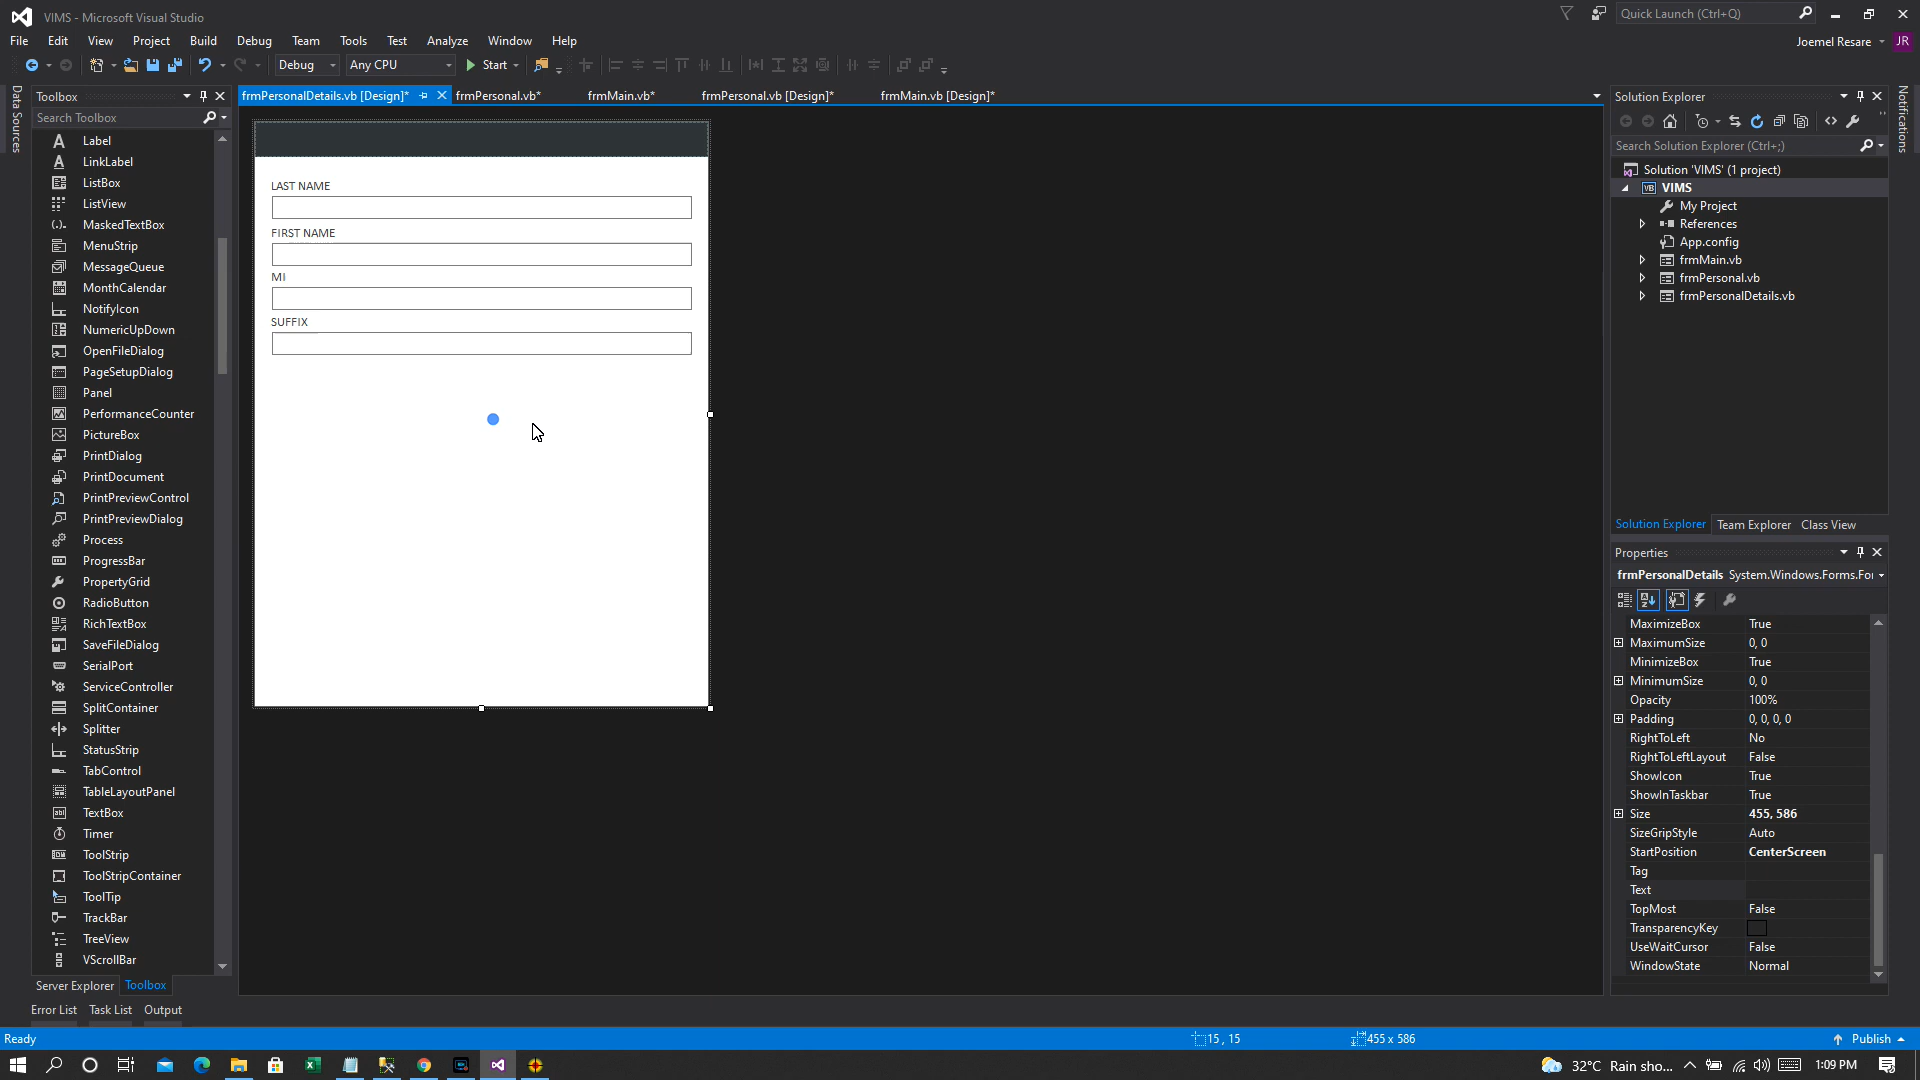 VIMS - Microsoft Visual Studio
Quick Launch (Ctrl+Q)
File Edit View Project Build Debug Team Tools Test Analyze Window Help
Joemel Resare JR
Debug Any CPU Start
Data Sources
Toolbox
Search Toolbox
Label
LinkLabel
ListBox
ListView
MaskedTextBox
MenuStrip
MessageQueue
MonthCalendar
NotifyIcon
NumericUpDown
OpenFileDialog
PageSetupDialog
Panel
PerformanceCounter
PictureBox
PrintDialog
PrintDocument
PrintPreviewControl
PrintPreviewDialog
Process
ProgressBar
PropertyGrid
RadioButton
RichTextBox
SaveFileDialog
SerialPort
ServiceController
SplitContainer
Splitter
StatusStrip
TabControl
TableLayoutPanel
TextBox
Timer
ToolStrip
ToolStripContainer
ToolTip
TrackBar
TreeView
VScrollBar
Server Explorer Toolbox
Error List Task List Output
frmPersonalDetails.vb [Design]* frmPersonal.vb* frmMain.vb* frmPersonal.vb [Design]* frmMain.vb [Design]*
LAST NAME
FIRST NAME
MI
SUFFIX
Solution Explorer
Search Solution Explorer (Ctrl+;)
Solution 'VIMS' (1 project)
VB VIMS
My Project
References
App.config
frmMain.vb
frmPersonal.vb
frmPersonalDetails.vb
Solution Explorer Team Explorer Class View
Notifications
Properties
frmPersonalDetails System.Windows.Forms.For
MaximizeBox True
MaximumSize 0, 0
MinimizeBox True
MinimumSize 0, 0
Opacity 100%
Padding 0, 0, 0, 0
RightToLeft No
RightToLeftLayout False
ShowIcon True
ShowInTaskbar True
Size 455, 586
SizeGripStyle Auto
StartPosition CenterScreen
Tag
Text
TopMost False
TransparencyKey
UseWaitCursor False
WindowState Normal
Ready 15, 15 455 x 586 Publish
32°C Rain sho... 1:09 PM